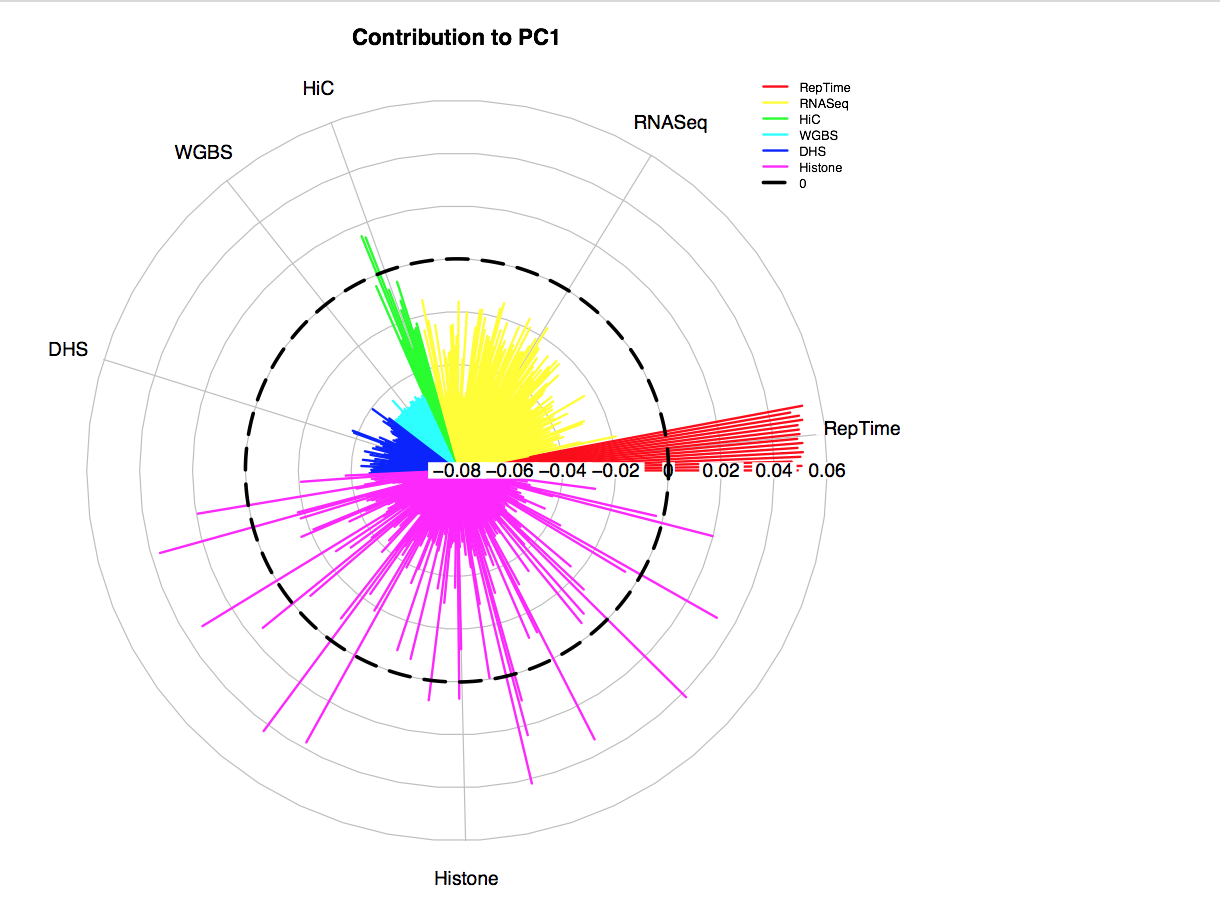 Contribution to PC1
HiC
RNASeq
WGBS
DHS
RepTime
Histone
RepTime
RNASeq
HiC
WGBS
DHS
Histone
0
−0.08 −0.06 −0.04 −0.02 0 0.02 0.04 0.06